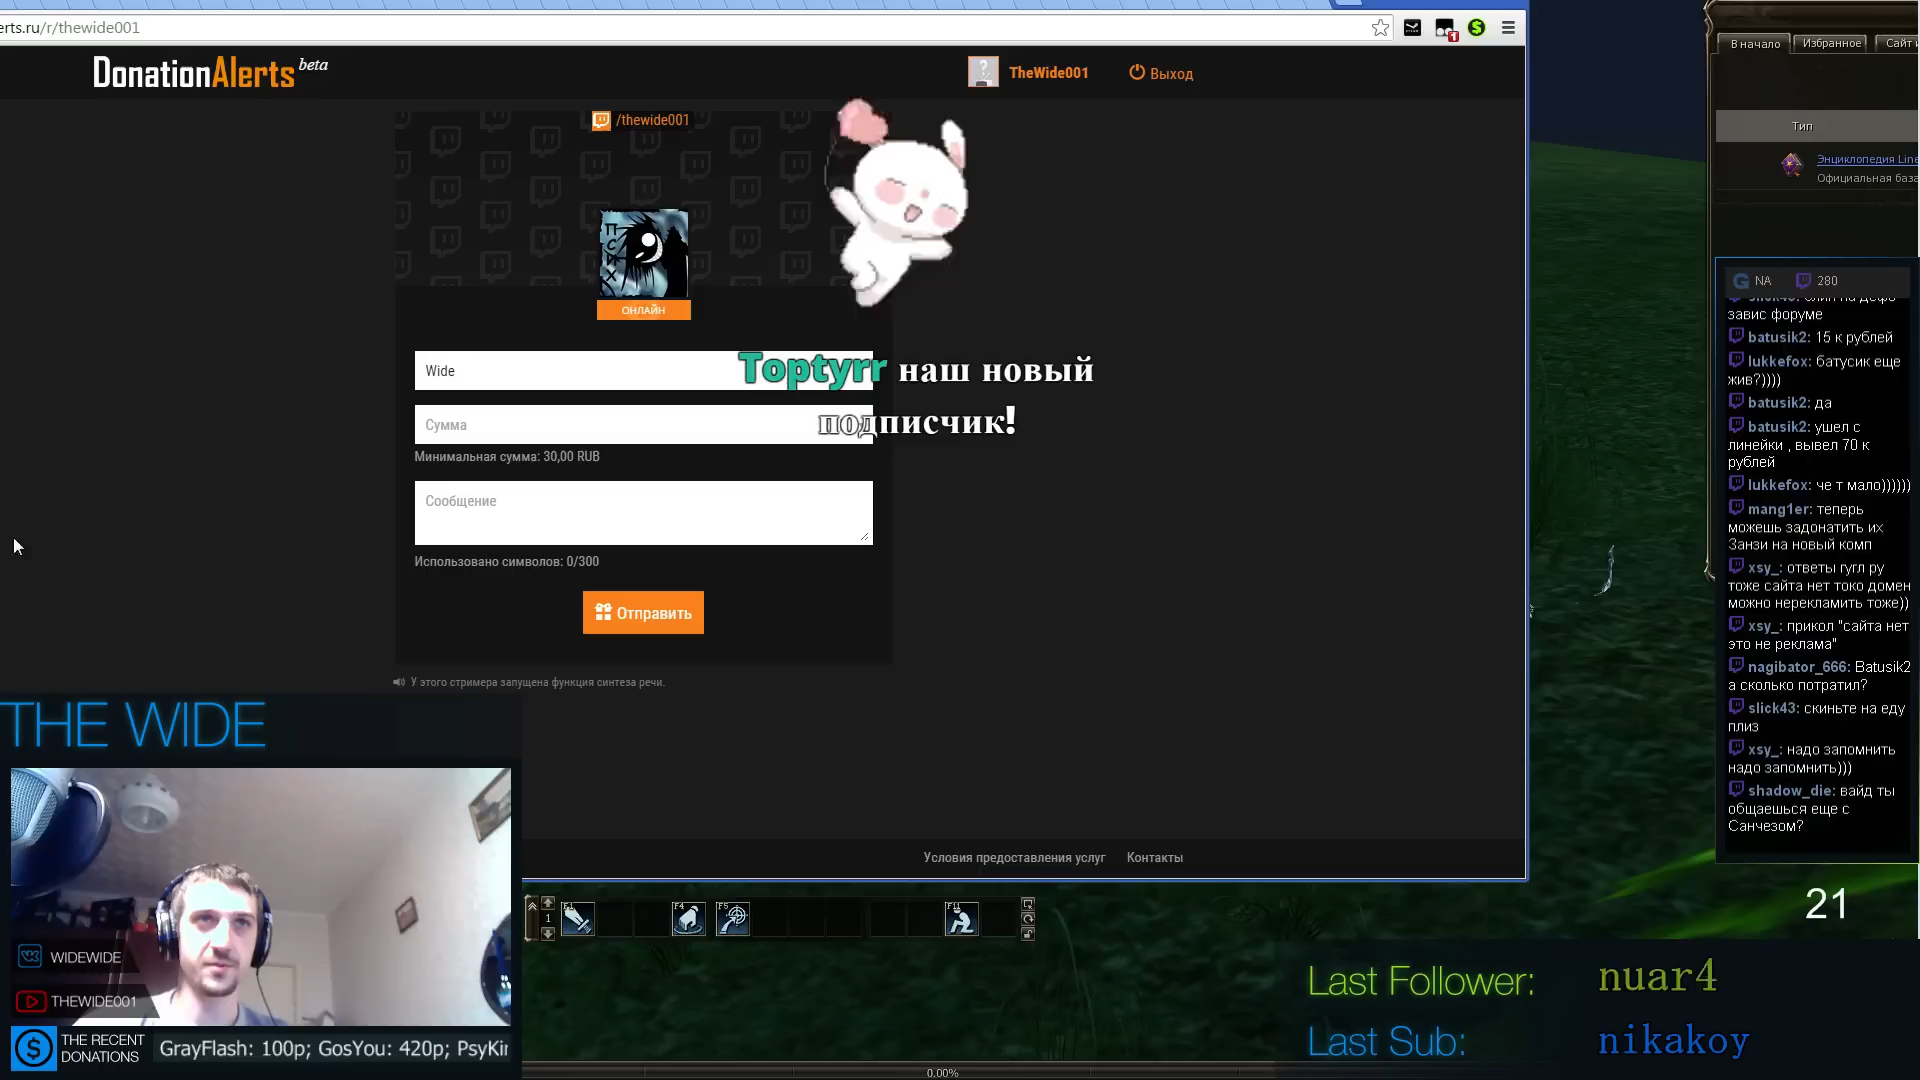 erts.ru/r/thewide001
DonationAlerts beta
TheWide001
Выход
/thewide001
ОНЛАЙН
Wide
Toptyrr наш новый
подписчик!
Сумма
Минимальная сумма: 30,00 RUB
Сообщение
Использовано символов: 0/300
Отправить
У этого стримера запущена функция синтеза речи.
Условия предоставления услуг
Контакты
В начало
Избранное
Сайт
Тип
Энциклопедия Line
Официальная база
NA
280
завис форуме
batusik2: 15 к рублей
lukkefox: батусик еще
жив?))))
batusik2: да
batusik2: ушел с
линейки , вывел 70 к
рублей
lukkefox: че т мало))))))
mang1er: теперь
можешь задонатить их
Занзи на новый комп
xsy_: ответы гугл ру
тоже сайта нет токо домен
можно нерекламить тоже))
xsy_: прикол "сайта нет
это не реклама"
nagibator_666: Batusik2
а сколько потратил?
slick43: скиньте на еду
плиз
xsy_: надо запомнить
надо запомнить)))
shadow_die: вайд ты
общаешься еще с
Санчезом?
21
THE WIDE
WIDEWIDE
THEWIDE001
THE RECENT
DONATIONS
GrayFlash: 100p; GosYou: 420p; PsyKir
1
F1
F4
F5
F11
0.00%
Last Follower: nuar4
Last Sub: nikakoy